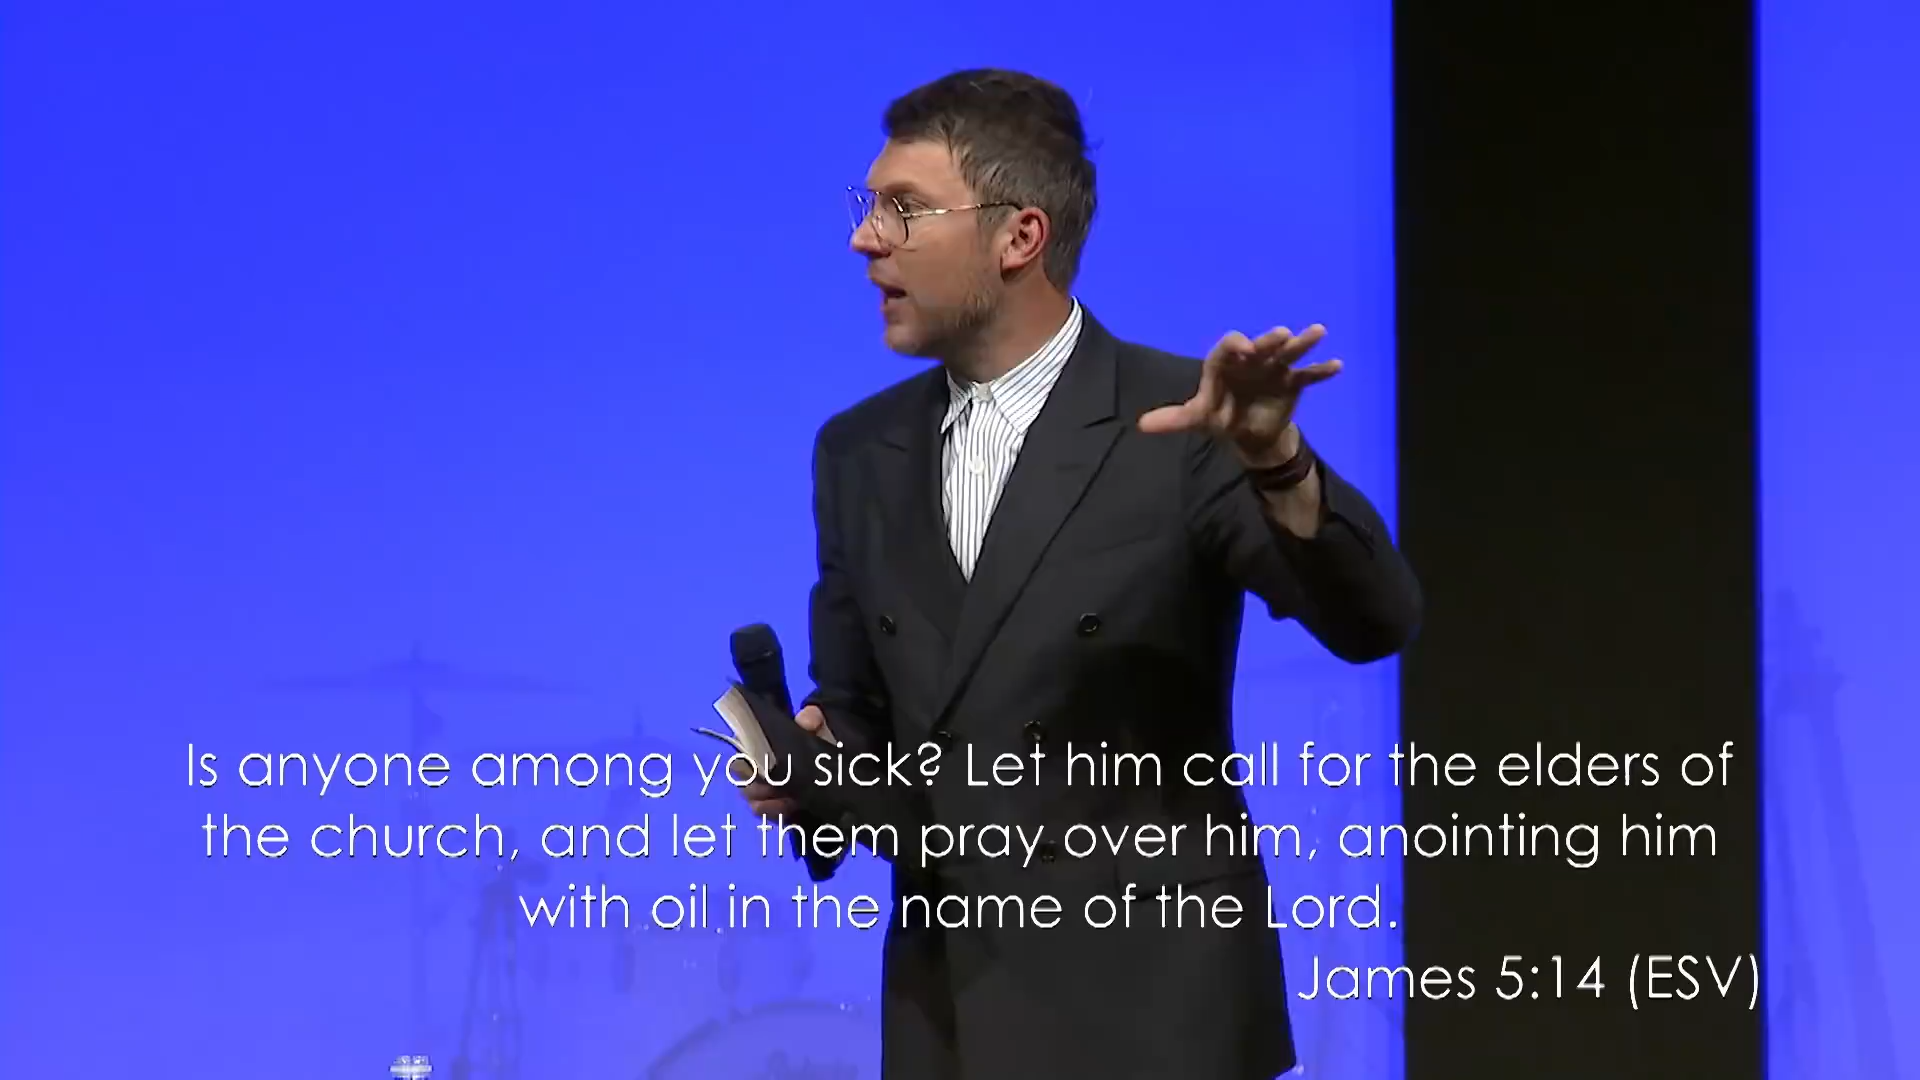 Is anyone among you sick? Let him call for the elders of
the church, and let them pray over him, anointing him
with oil in the name of the Lord.
James 5:14 (ESV)